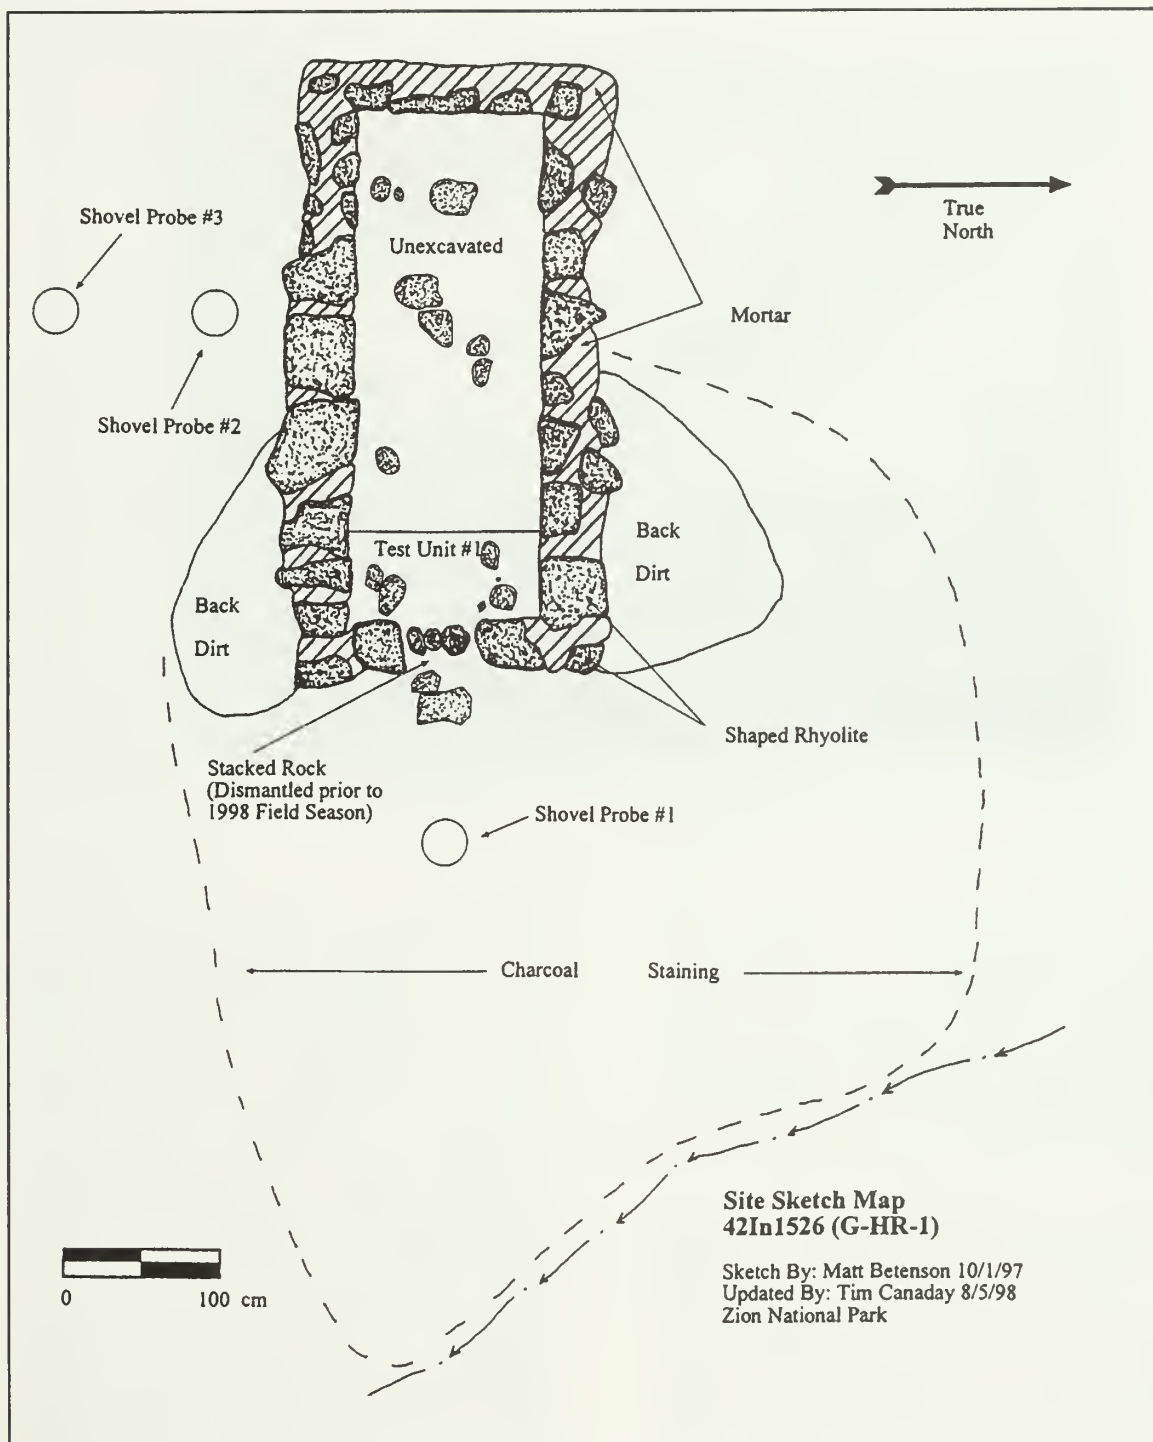 Shovel Probe #3
Unexcavated
True
North
Mortar
Shovel Probe #2
Test Unit #1
Back
Dirt
Back
Dirt
Shaped Rhyolite
Stacked Rock
(Dismantled prior to
1998 Field Season)
Shovel Probe #1
Charcoal Staining
Site Sketch Map
42In1526 (G-HR-1)
Sketch By: Matt Betenson 10/1/97
Updated By: Tim Canaday 8/5/98
Zion National Park
0 100 cm